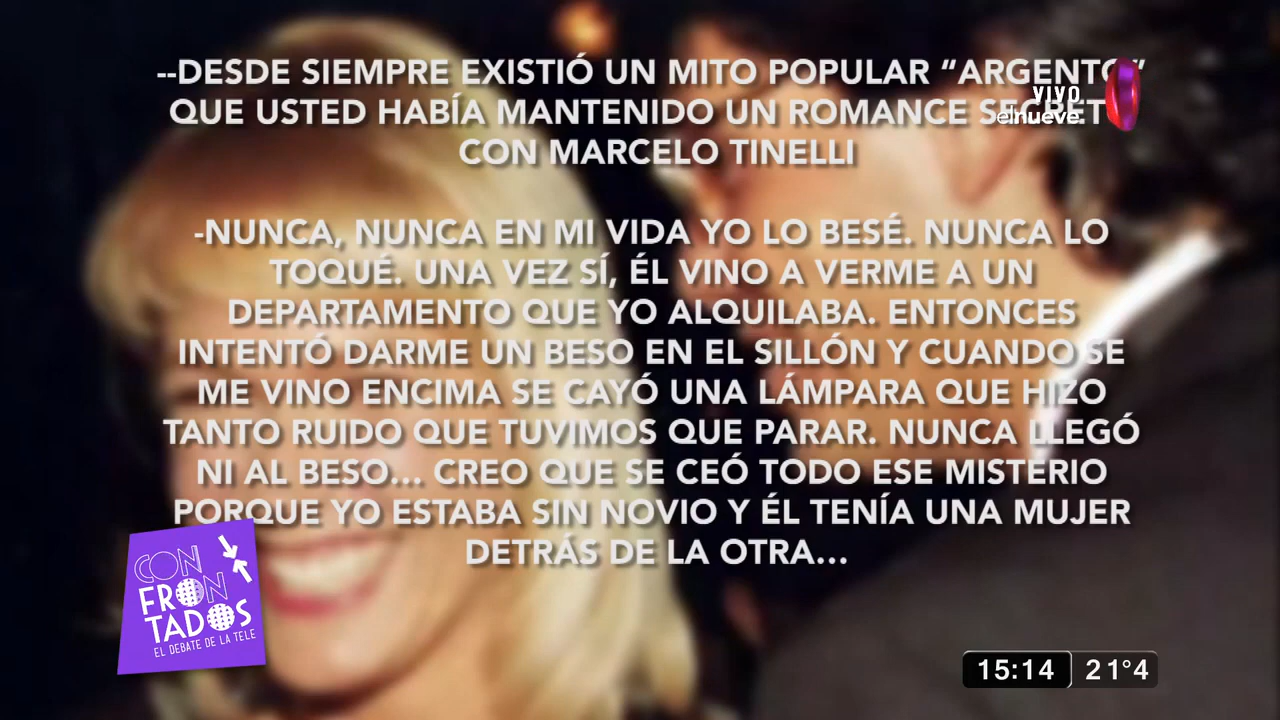 --DESDE SIEMPRE EXISTIÓ UN MITO POPULAR “ARGENTO”
QUE USTED HABÍA MANTENIDO UN ROMANCE SECRETO
CON MARCELO TINELLI
-NUNCA, NUNCA EN MI VIDA YO LO BESÉ. NUNCA LO
TOQUÉ. UNA VEZ SÍ, ÉL VINO A VERME A UN
DEPARTAMENTO QUE YO ALQUILABA. ENTONCES
INTENTÓ DARME UN BESO EN EL SILLÓN Y CUANDO SE
ME VINO ENCIMA SE CAYÓ UNA LÁMPARA QUE HIZO
TANTO RUIDO QUE TUVIMOS QUE PARAR. NUNCA LLEGÓ
NI AL BESO... CREO QUE SE CEÓ TODO ESE MISTERIO
PORQUE YO ESTABA SIN NOVIO Y ÉL TENÍA UNA MUJER
DETRÁS DE LA OTRA...
VIVO
elnueve
CON
FRON
TADOS
EL DEBATE DE LA TELE
15:14 21°4